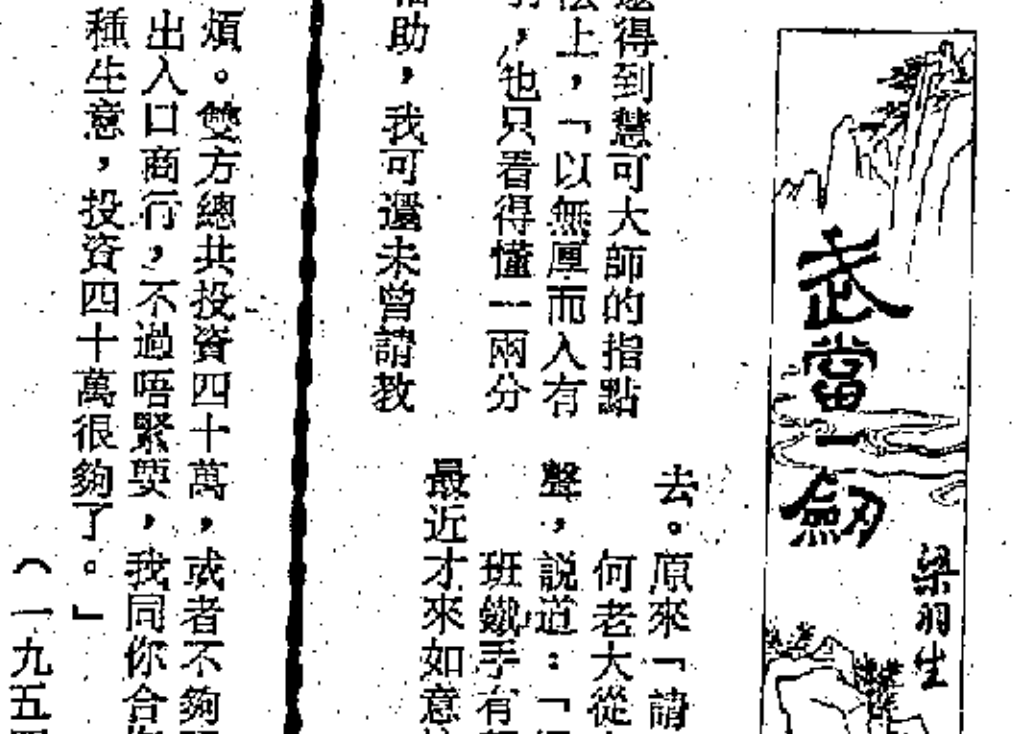 武當一劍
梁羽生
去。原來「請
何老大從
聲,說道:「
班鐵手有
最近才來如意
得到慧可大師的指點
上,「以無厚而入有
,也只看得懂一兩分
助,我可還未曾請教
煩。雙方總共投資四十萬,或者不夠
出入口商行,不過唔緊要,我同你合
種生意,投資四十萬很夠了。」
(一九五